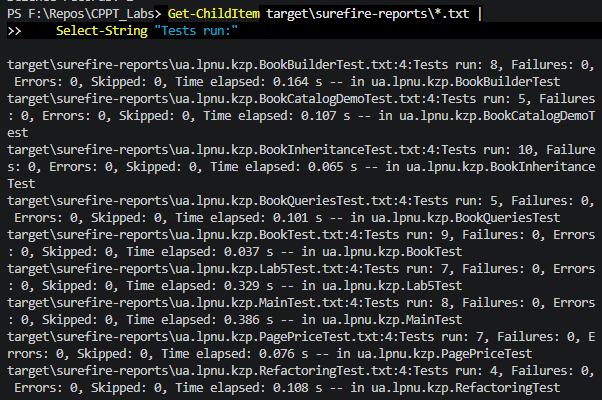 PS F:\Repos\CPPT_Labs> Get-ChildItem target\surefire-reports\*.txt |
>>     Select-String "Tests run:"
target\surefire-reports\ua.lpnu.kzp.BookBuilderTest.txt:4:Tests run: 8, Failures: 0,
 Errors: 0, Skipped: 0, Time elapsed: 0.164 s -- in ua.lpnu.kzp.BookBuilderTest
target\surefire-reports\ua.lpnu.kzp.BookCatalogDemoTest.txt:4:Tests run: 5, Failures
: 0, Errors: 0, Skipped: 0, Time elapsed: 0.107 s -- in ua.lpnu.kzp.BookCatalogDemoT
est
target\surefire-reports\ua.lpnu.kzp.BookInheritanceTest.txt:4:Tests run: 10, Failure
s: 0, Errors: 0, Skipped: 0, Time elapsed: 0.065 s -- in ua.lpnu.kzp.BookInheritance
Test
target\surefire-reports\ua.lpnu.kzp.BookQueriesTest.txt:4:Tests run: 5, Failures: 0,
 Errors: 0, Skipped: 0, Time elapsed: 0.101 s -- in ua.lpnu.kzp.BookQueriesTest
target\surefire-reports\ua.lpnu.kzp.BookTest.txt:4:Tests run: 9, Failures: 0, Errors
: 0, Skipped: 0, Time elapsed: 0.037 s -- in ua.lpnu.kzp.BookTest
target\surefire-reports\ua.lpnu.kzp.Lab5Test.txt:4:Tests run: 7, Failures: 0, Errors
: 0, Skipped: 0, Time elapsed: 0.329 s -- in ua.lpnu.kzp.Lab5Test
target\surefire-reports\ua.lpnu.kzp.MainTest.txt:4:Tests run: 8, Failures: 0, Errors
: 0, Skipped: 0, Time elapsed: 0.386 s -- in ua.lpnu.kzp.MainTest
target\surefire-reports\ua.lpnu.kzp.PagePriceTest.txt:4:Tests run: 7, Failures: 0, E
rrors: 0, Skipped: 0, Time elapsed: 0.076 s -- in ua.lpnu.kzp.PagePriceTest
target\surefire-reports\ua.lpnu.kzp.RefactoringTest.txt:4:Tests run: 4, Failures: 0,
 Errors: 0, Skipped: 0, Time elapsed: 0.108 s -- in ua.lpnu.kzp.RefactoringTest